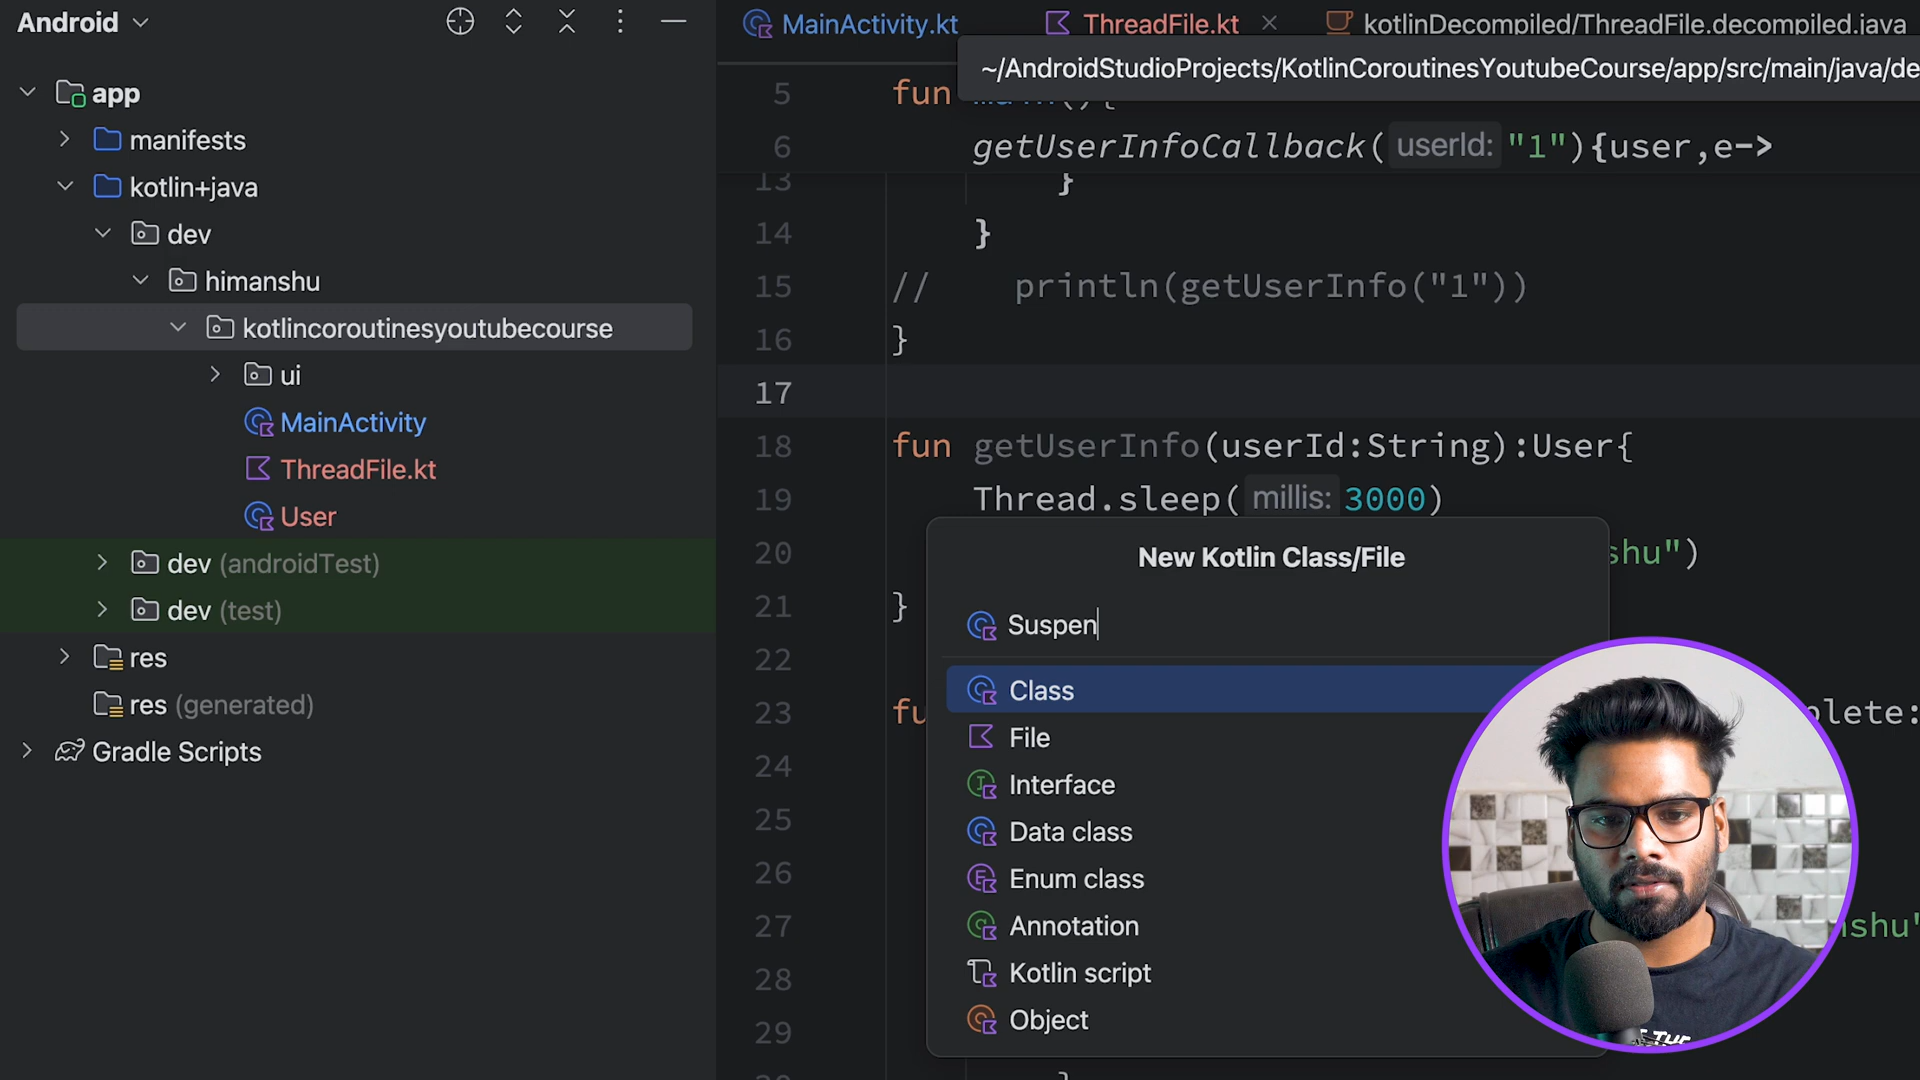 Android
MainActivity.kt
ThreadFile.kt
kotlinDecompiled/ThreadFile.decompiled.java
~/AndroidStudioProjects/KotlinCoroutinesYoutubeCourse/app/src/main/java/de
app
manifests
kotlin+java
dev
himanshu
kotlincoroutinesyoutubecourse
ui
MainActivity
ThreadFile.kt
User
dev (androidTest)
dev (test)
res
res (generated)
Gradle Scripts
5 fun main(){
6 getUserInfoCallback( userId: "1"){user,e->
13 }
14 }
15 // println(getUserInfo("1"))
16 }
17
18 fun getUserInfo(userId:String):User{
19 Thread.sleep( millis: 3000)
20 shu")
21 }
22
23 fu plete:
24
25
26
27 nshu"
28
29
}
New Kotlin Class/File
Suspen
Class
File
Interface
Data class
Enum class
Annotation
Kotlin script
Object